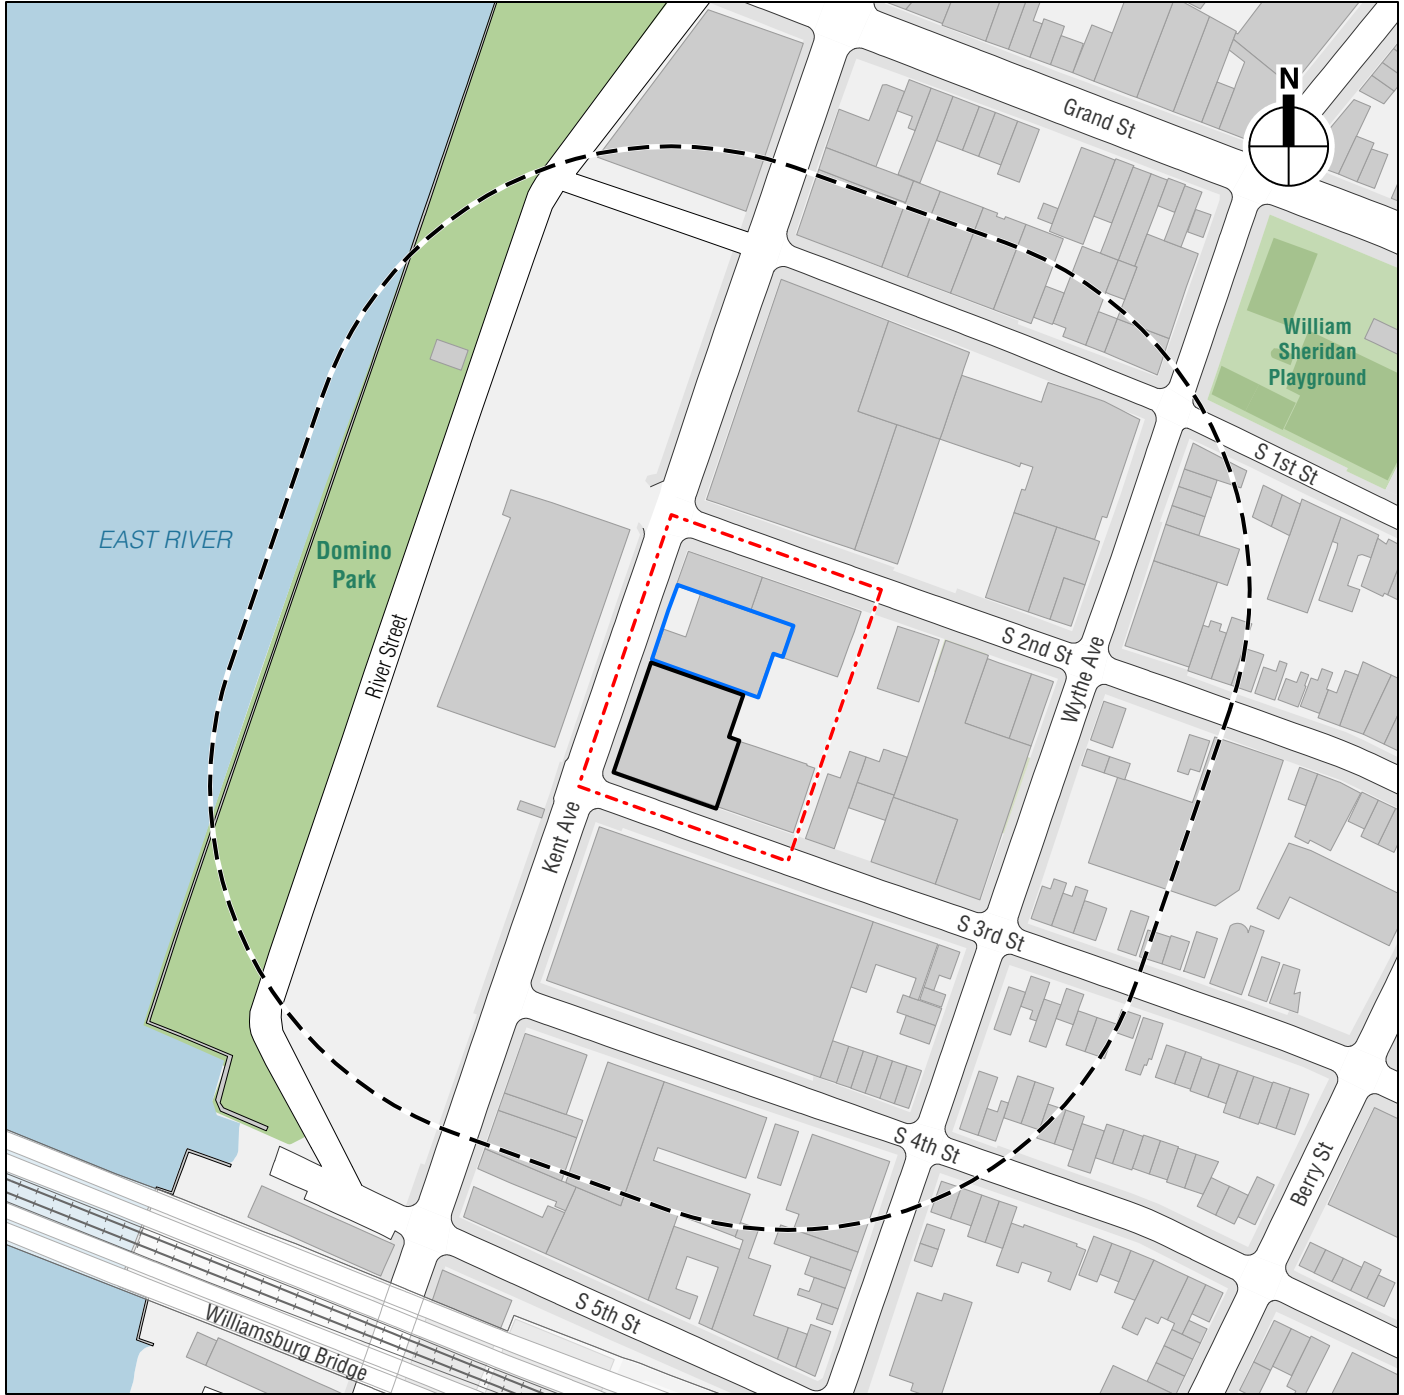 N
Grand St
William
Sheridan
Playground
S 1st St
EAST RIVER
Domino
Park
River Street
S 2nd St
Wythe Ave
Kent Ave
S 3rd St
S 4th St
Berry St
S 5th St
Williamsburg Bridge